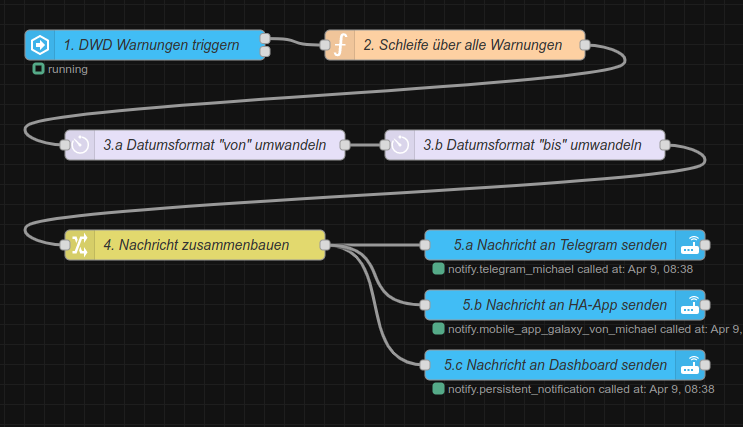 1. DWD Warnungen triggern
2. Schleife über alle Warnungen
running
3.a Datumsformat "von" umwandeln
3.b Datumsformat "bis" umwandeln
4. Nachricht zusammenbauen
5.a Nachricht an Telegram senden
notify.telegram_michael called at: Apr 9, 08:38
5.b Nachricht an HA-App senden
notify.mobile_app_galaxy_von_michael called at: Apr 9,
5.c Nachricht an Dashboard senden
notify.persistent_notification called at: Apr 9, 08:38